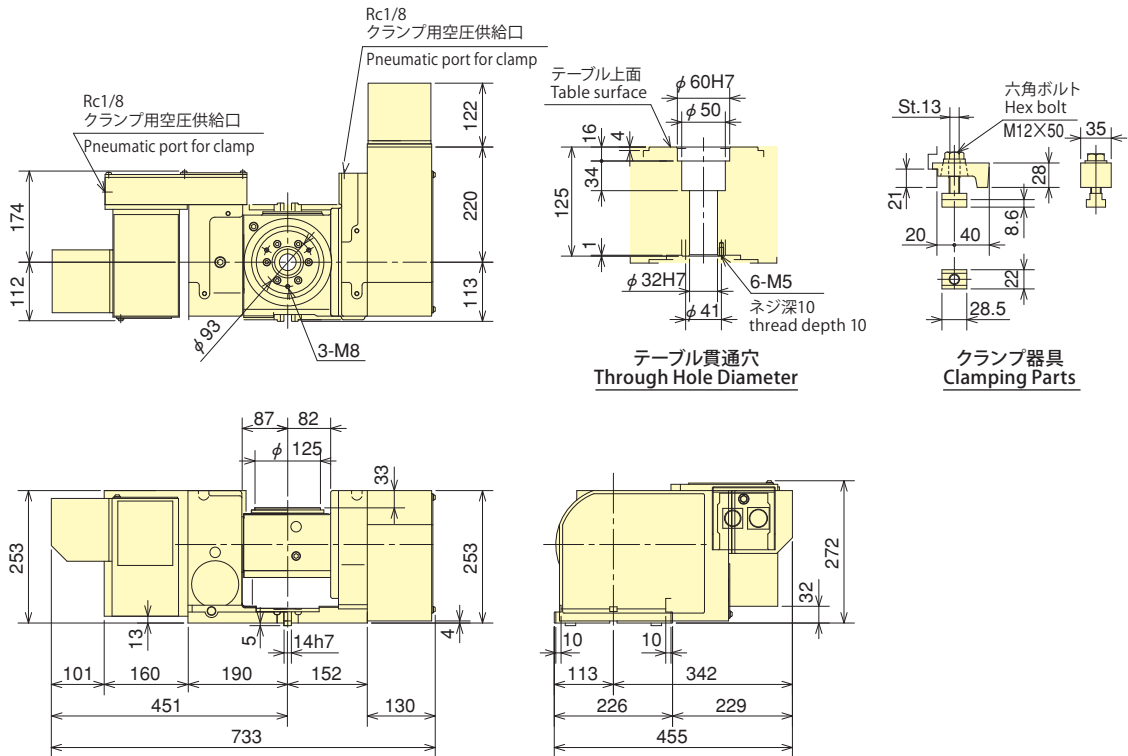 Rc1/8
クランプ用空圧供給口
Pneumatic port for clamp
Rc1/8
クランプ用空圧供給口
Pneumatic port for clamp
122
220
113
174
112
φ93
3-M8
テーブル上面
Table surface
φ60H7
φ50
16
4
34
125
1
φ32H7
φ41
6-M5
ネジ深10
thread depth 10
テーブル貫通穴
Through Hole Diameter
St.13
六角ボルト
Hex bolt
M12×50
35
21
28
8.6
20
40
22
28.5
クランプ器具
Clamping Parts
87
82
φ125
33
253
253
13
5
14h7
4
101
160
190
152
451
130
733
272
32
10
10
113
342
226
229
455